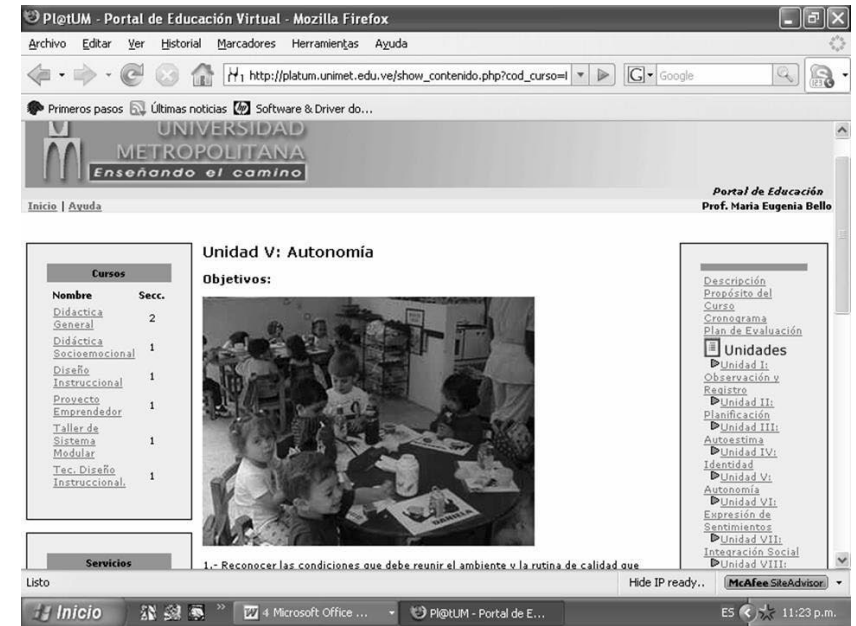 Pl@tUM - Portal de Educación Virtual - Mozilla Firefox
Archivo Editar Ver Historial Marcadores Herramientas Ayuda
http://platum.unimet.edu.ve/show_contenido.php?cod_curso=I
G Google
Primeros pasos Últimas noticias Software & Driver do...
UNIVERSIDAD
METROPOLITANA
Enseñando el camino
Portal de Educación
Inicio | Ayuda
Prof. Maria Eugenia Bello
Cursos
Nombre Secc.
Didactica
General 2
Didáctica
Socioemocional 1
Diseño
Instruccional 1
Proyecto
Emprendedor 1
Taller de
Sistema
Modular 1
Tec. Diseño
Instruccional. 1
Servicios
Unidad V: Autonomía
Objetivos:
DANIELA
1.- Reconocer las condiciones que debe reunir el ambiente y la rutina de calidad que
Descripción
Propósito del
Curso
Cronograma
Plan de Evaluación
Unidades
Unidad I:
Observación y
Registro
Unidad II:
Planificación
Unidad III:
Autoestima
Unidad IV:
Identidad
Unidad V:
Autonomía
Unidad VI:
Expresión de
Sentimientos
Unidad VII:
Integración Social
Unidad VIII:
Listo
Hide IP ready..
McAfee SiteAdvisor
Inicio
4 Microsoft Office ...
Pl@tUM - Portal de E...
ES
11:23 p.m.